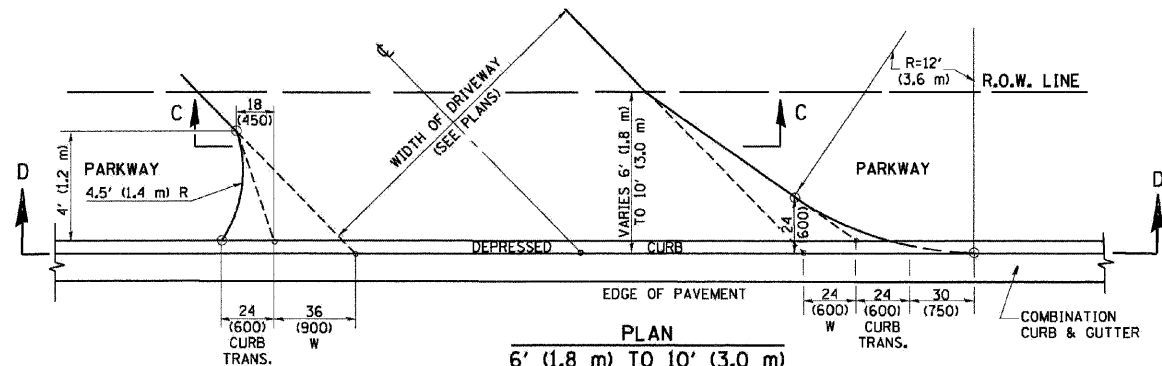 ℄
R=12'
(3.6 m)
R.O.W. LINE
C
18
(450)
WIDTH OF DRIVEWAY
(SEE PLANS)
C
D
4' (1.2 m)
PARKWAY
4.5' (1.4 m) R
VARIES 6' (1.8 m)
TO 10' (3.0 m)
PARKWAY
D
24
(600)
DEPRESSED CURB
EDGE OF PAVEMENT
24
(600)
CURB
TRANS.
36
(900)
W
24
(600)
W
24
(600)
CURB
TRANS.
30
(750)
COMBINATION
CURB & GUTTER
PLAN
6' (1.8 m) TO 10' (3.0 m)